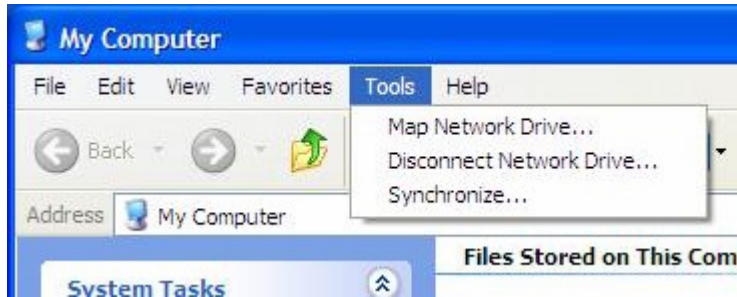 My Computer
File Edit View Favorites Tools Help
Map Network Drive...
Disconnect Network Drive...
Synchronize...
Back
Address My Computer
Files Stored on This Com
System Tasks